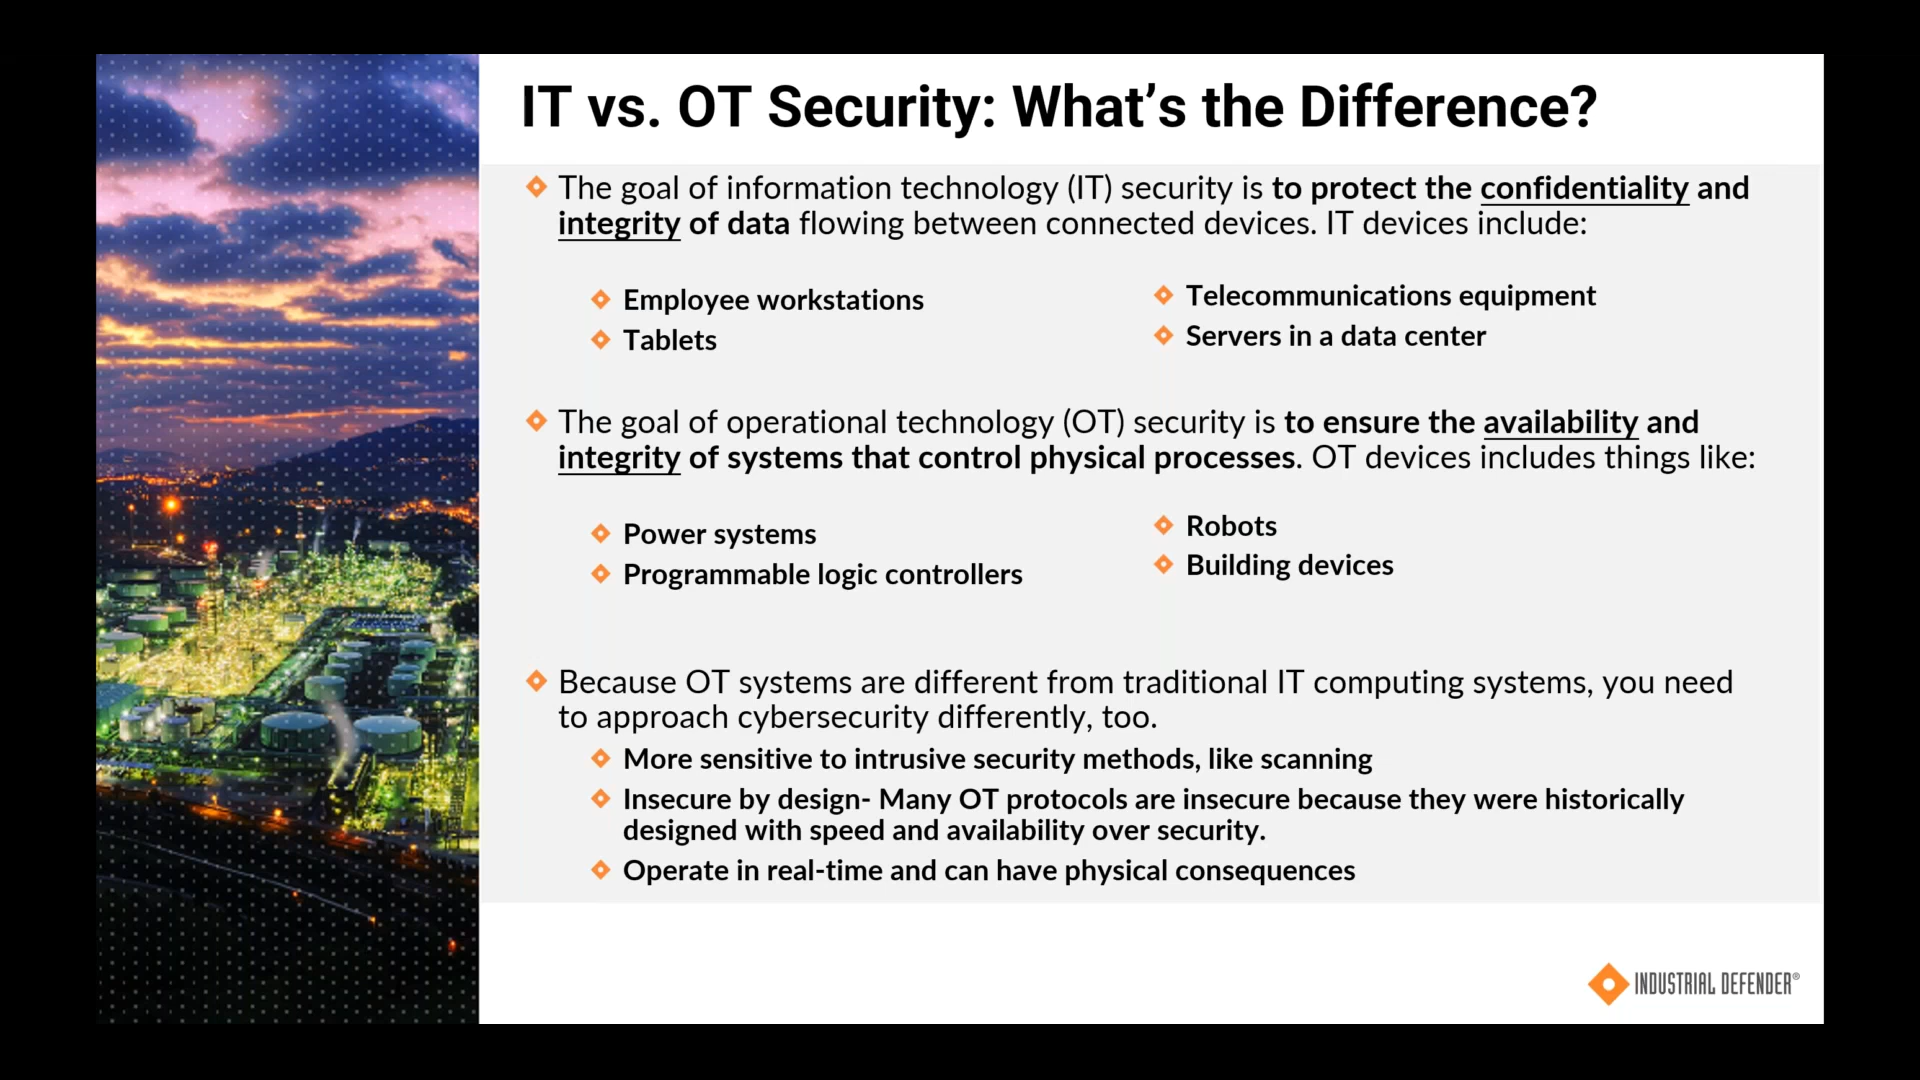 IT vs. OT Security: What’s the Difference?
The goal of information technology (IT) security is to protect the confidentiality and
integrity of data flowing between connected devices. IT devices include:
Employee workstations
Tablets
Telecommunications equipment
Servers in a data center
The goal of operational technology (OT) security is to ensure the availability and
integrity of systems that control physical processes. OT devices includes things like:
Power systems
Programmable logic controllers
Robots
Building devices
Because OT systems are different from traditional IT computing systems, you need
to approach cybersecurity differently, too.
More sensitive to intrusive security methods, like scanning
Insecure by design- Many OT protocols are insecure because they were historically
designed with speed and availability over security.
Operate in real-time and can have physical consequences
INDUSTRIAL DEFENDER®